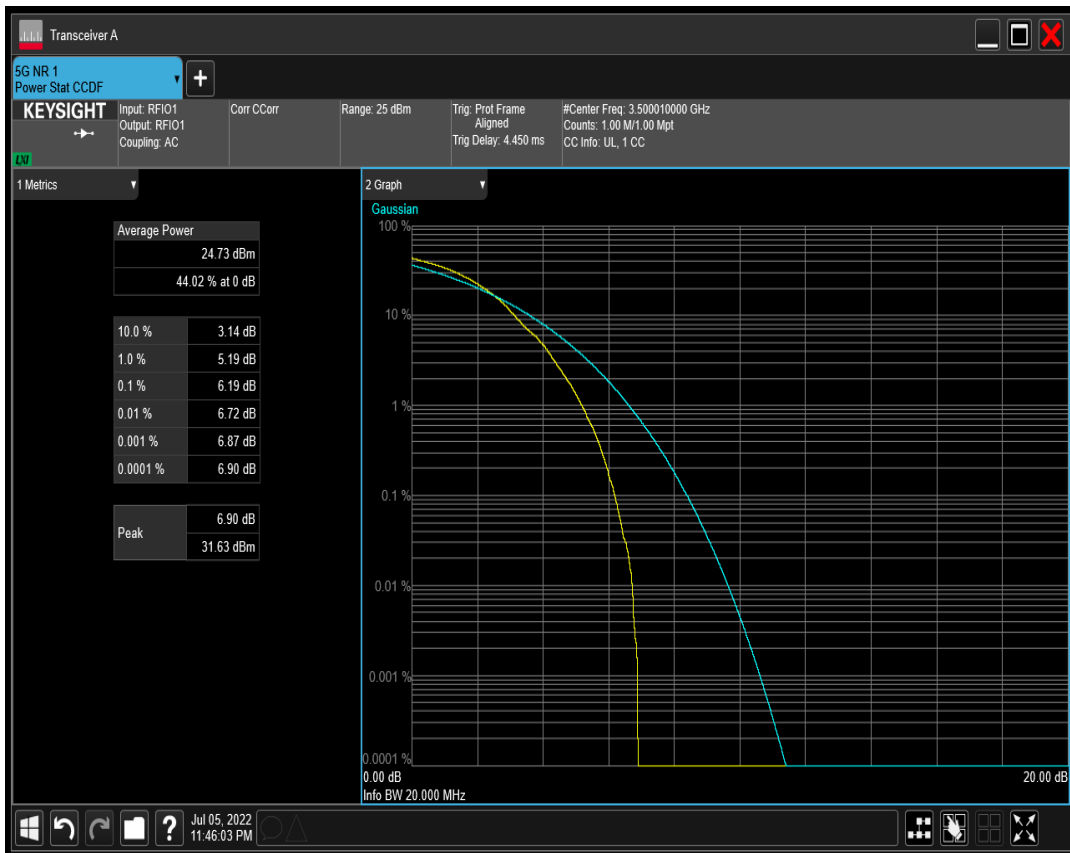 Transceiver A
5G NR 1
Power Stat CCDF
+
KEYSIGHT
LXI
Input: RFIO1
Output: RFIO1
Coupling: AC
Corr CCorr
Range: 25 dBm
Trig: Prot Frame
Aligned
Trig Delay: 4.450 ms
#Center Freq: 3.500010000 GHz
Counts: 1.00 M/1.00 Mpt
CC Info: UL, 1 CC
1 Metrics
Average Power
24.73 dBm
44.02 % at 0 dB
10.0 % 3.14 dB
1.0 % 5.19 dB
0.1 % 6.19 dB
0.01 % 6.72 dB
0.001 % 6.87 dB
0.0001 % 6.90 dB
Peak
6.90 dB
31.63 dBm
2 Graph
Gaussian
100 %
10 %
1 %
0.1 %
0.01 %
0.001 %
0.0001 %
0.00 dB 20.00 dB
Info BW 20.000 MHz
?
Jul 05, 2022
11:46:03 PM